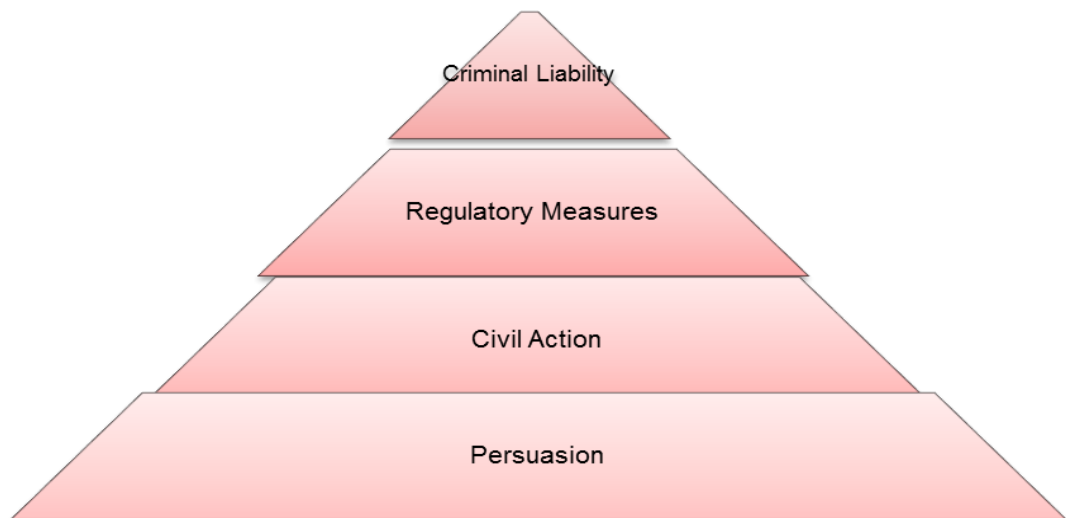 Criminal Liability
Regulatory Measures
Civil Action
Persuasion